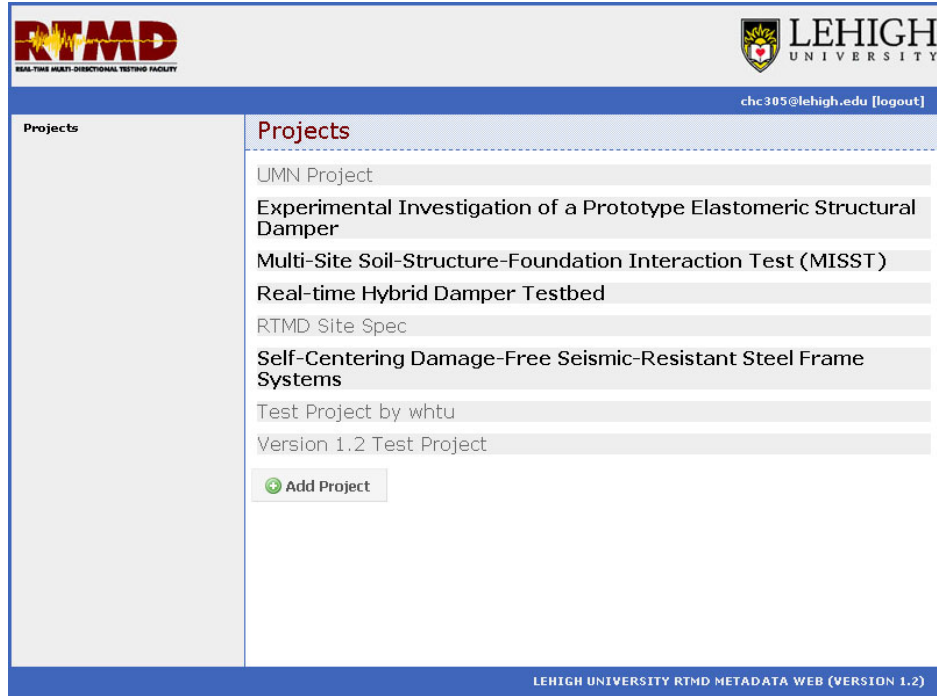 RTMD
REAL-TIME MULTI-DIRECTIONAL TESTING FACILITY
LEHIGH
UNIVERSITY
chc305@lehigh.edu [logout]
Projects
Projects
UMN Project
Experimental Investigation of a Prototype Elastomeric Structural
Damper
Multi-Site Soil-Structure-Foundation Interaction Test (MISST)
Real-time Hybrid Damper Testbed
RTMD Site Spec
Self-Centering Damage-Free Seismic-Resistant Steel Frame
Systems
Test Project by whtu
Version 1.2 Test Project
Add Project
LEHIGH UNIVERSITY RTMD METADATA WEB (VERSION 1.2)